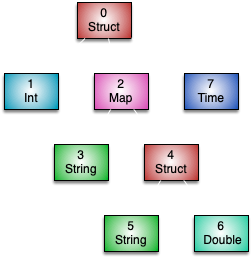 0
Struct
1
Int
2
Map
7
Time
3
String
4
Struct
5
String
6
Double